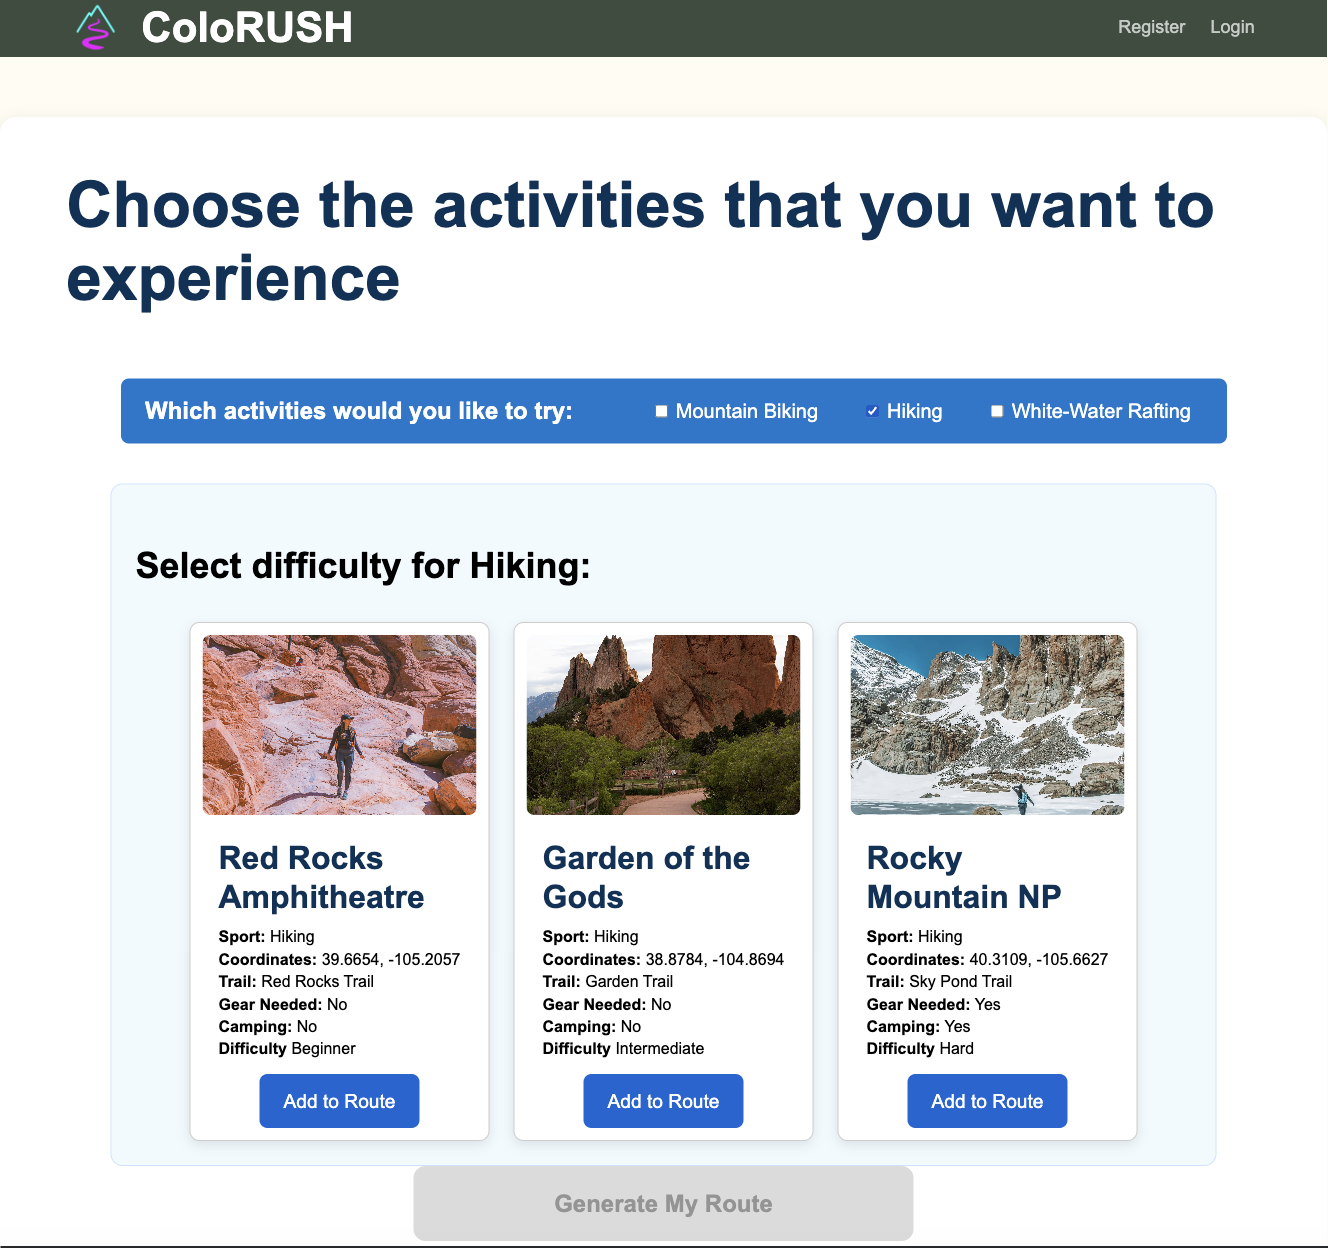 ColoRUSH
Register Login
Choose the activities that you want to
experience
Which activities would you like to try: Mountain Biking Hiking White-Water Rafting
Select difficulty for Hiking:
Red Rocks
Amphitheatre
Sport: Hiking
Coordinates: 39.6654, -105.2057
Trail: Red Rocks Trail
Gear Needed: No
Camping: No
Difficulty Beginner
Add to Route
Garden of the
Gods
Sport: Hiking
Coordinates: 38.8784, -104.8694
Trail: Garden Trail
Gear Needed: No
Camping: No
Difficulty Intermediate
Add to Route
Rocky
Mountain NP
Sport: Hiking
Coordinates: 40.3109, -105.6627
Trail: Sky Pond Trail
Gear Needed: Yes
Camping: Yes
Difficulty Hard
Add to Route
Generate My Route